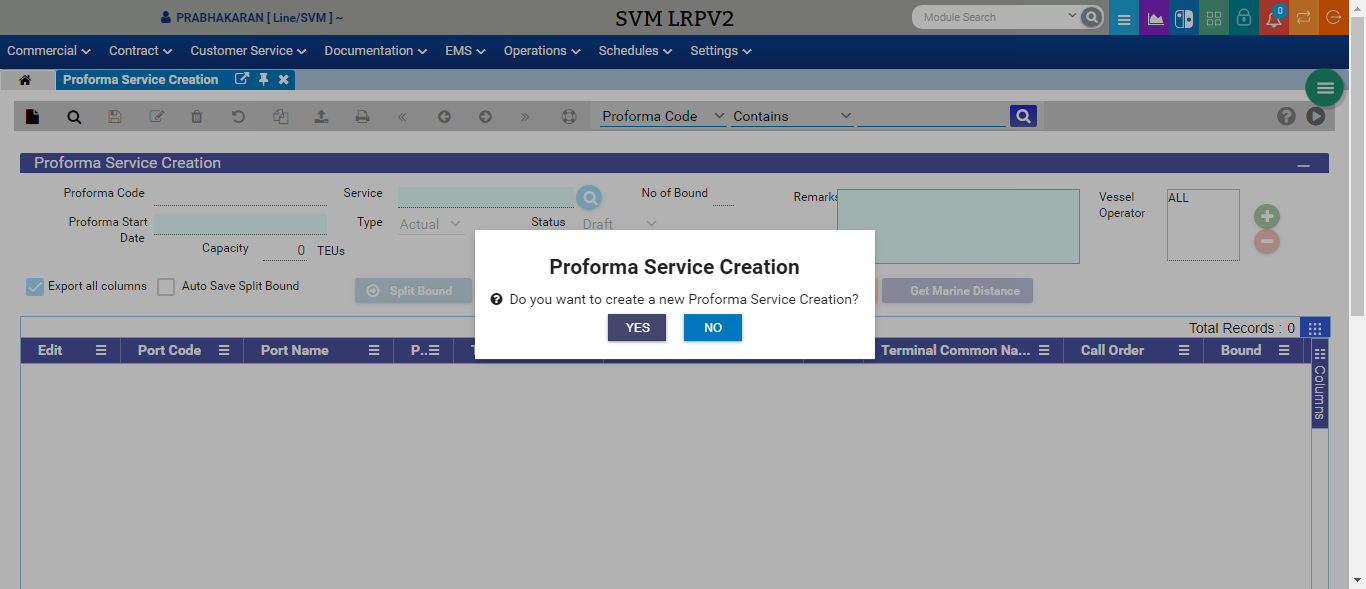 PRABHAKARAN [ Line/SVM ] ~
SVM LRPV2
Module Search
0
Commercial Contract Customer Service Documentation EMS Operations Schedules Settings
Proforma Service Creation
Proforma Code Contains
Proforma Service Creation
Proforma Code Service No of Bound Remarks Vessel Operator ALL
Proforma Start Date Type Actual Status Draft
Capacity 0 TEUs
Proforma Service Creation
Do you want to create a new Proforma Service Creation?
YES NO
Export all columns Auto Save Split Bound Split Bound Get Marine Distance
Total Records : 0
Edit Port Code Port Name P.. Terminal Common Na... Call Order Bound
Columns